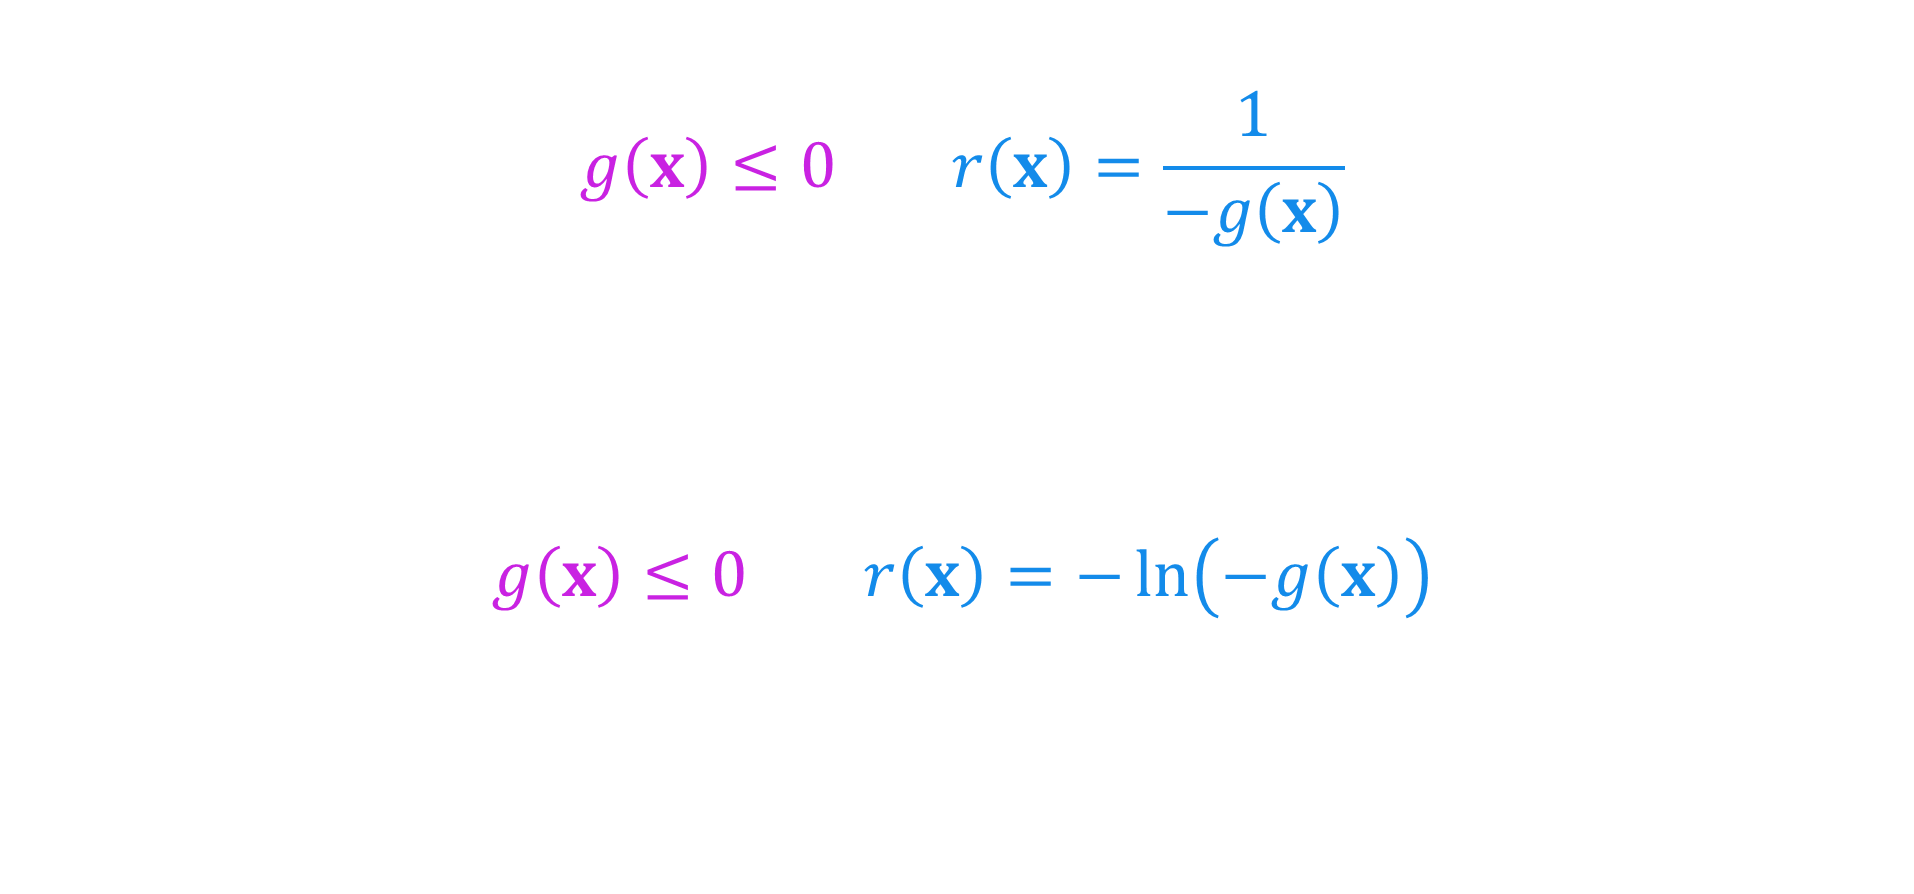 g(𝐱) ≤ 0    r(𝐱) = 1/(−g(𝐱))
g(𝐱) ≤ 0    r(𝐱) = − ln(−g(𝐱))